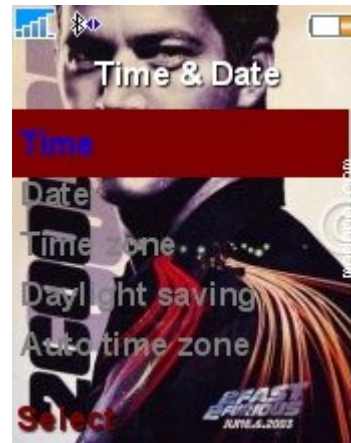 Time & Date
Time
Date
Time zone
Daylight saving
Auto time zone
Select
2FAST
2FURIOUS
JUNE.6.2003